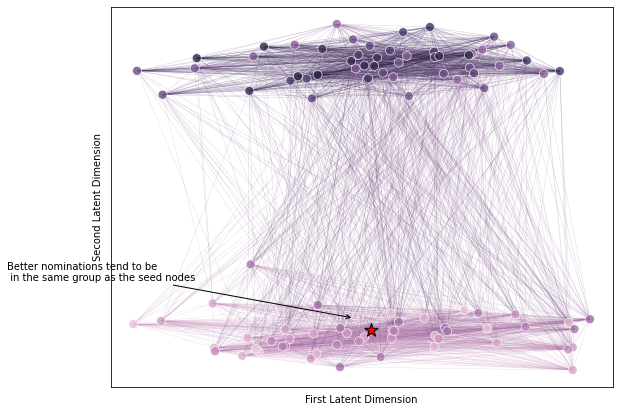 Second Latent Dimension
Better nominations tend to be
in the same group as the seed nodes
First Latent Dimension